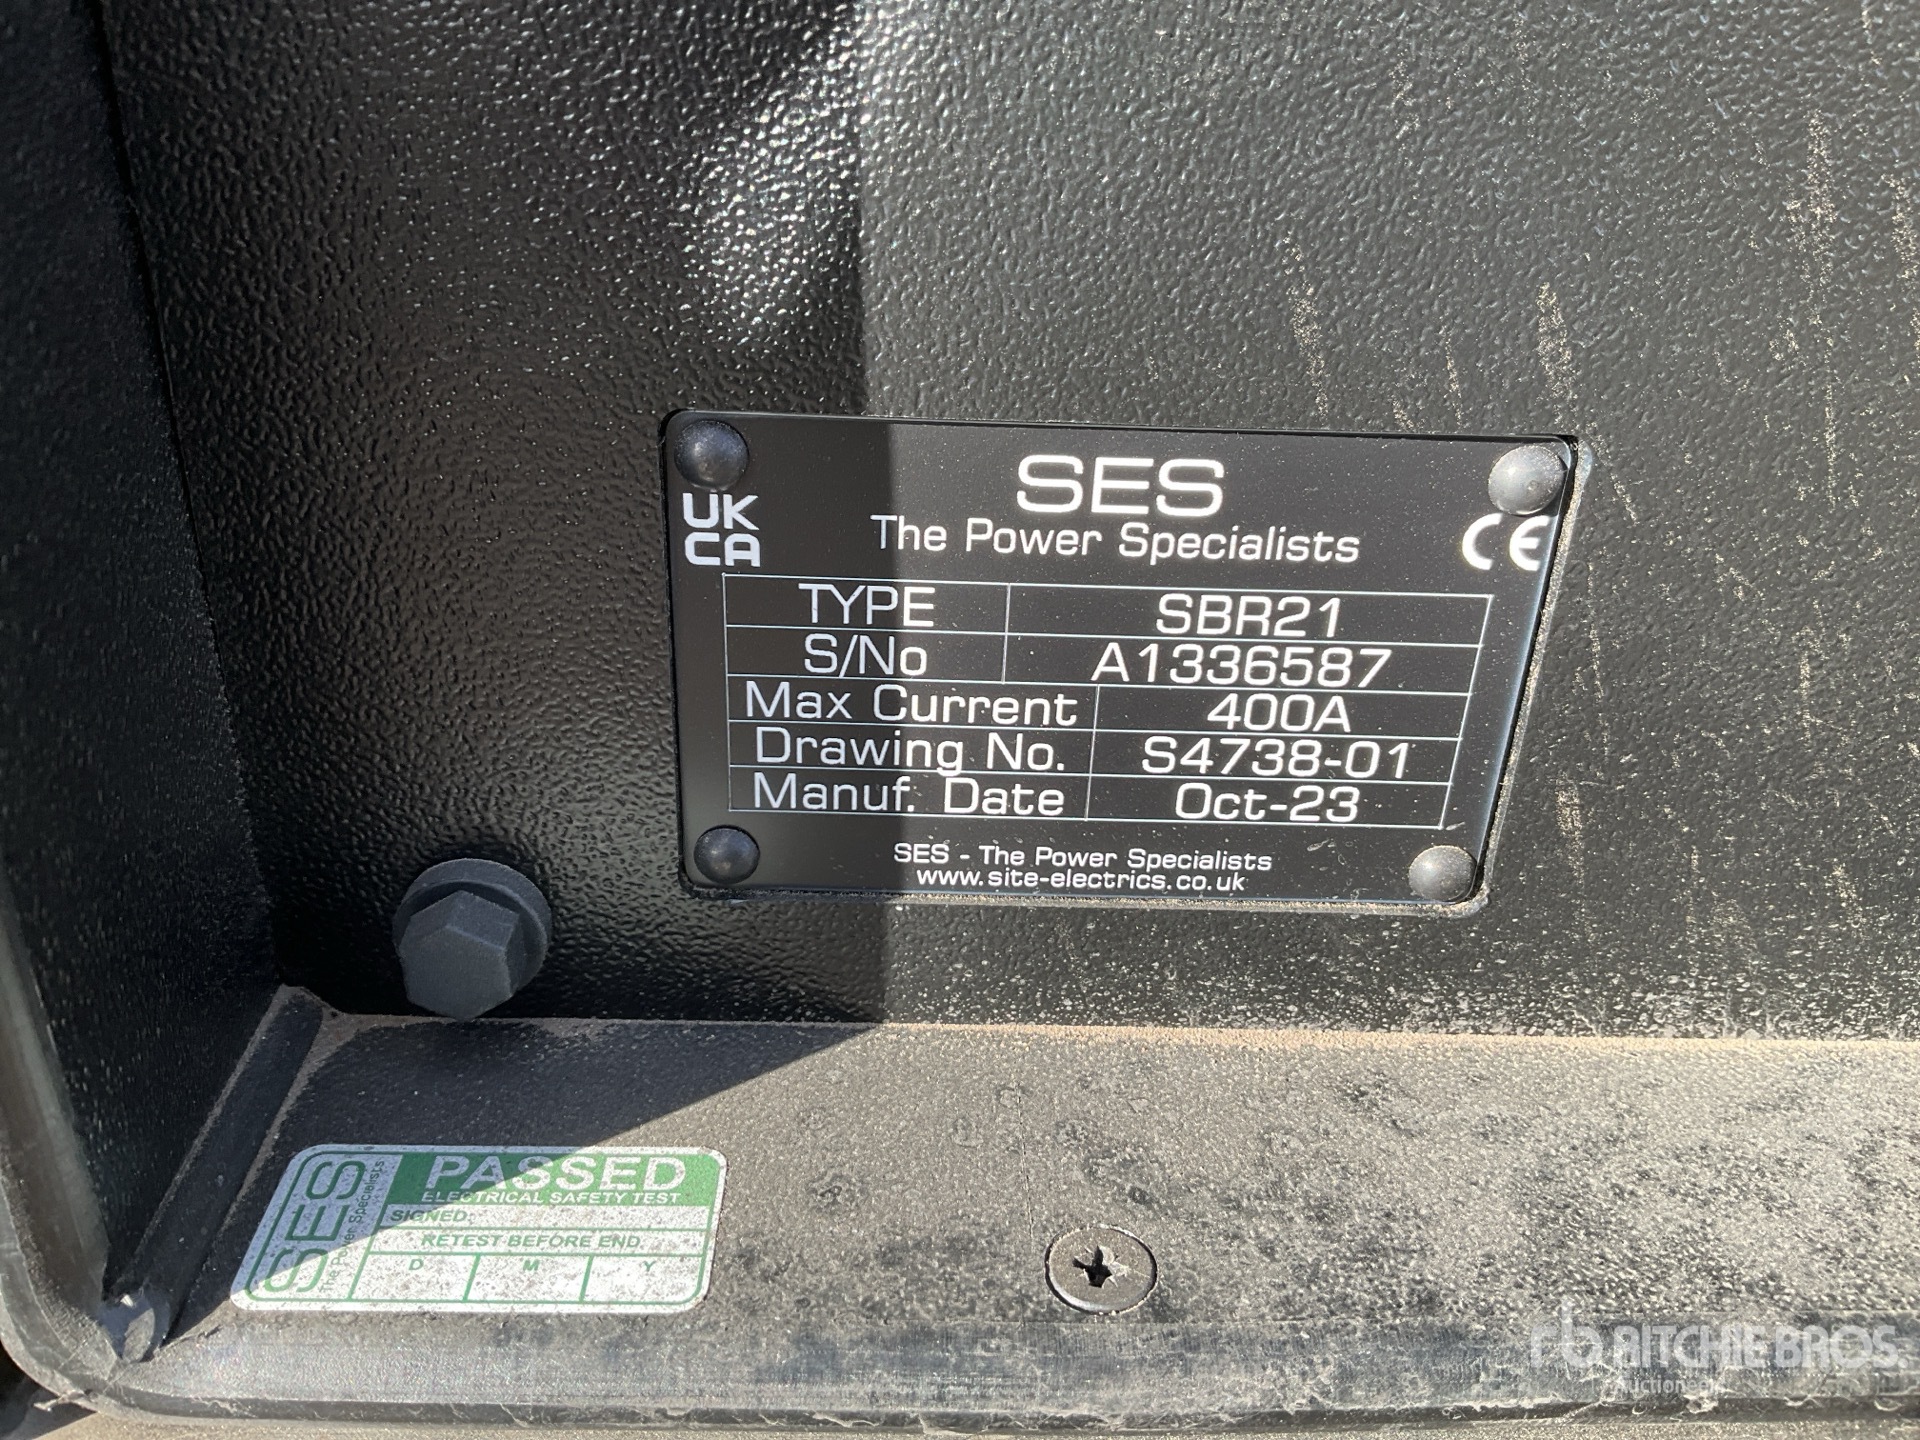 SES
UK
CA
The Power Specialists
CE
TYPE SBR21
S/No A1336587
Max Current 400A
Drawing No. S4738-01
Manuf. Date Oct-23
SES - The Power Specialists
www.site-electrics.co.uk
SES
The Power Specialists
PASSED
ELECTRICAL SAFETY TEST
SIGNED
RETEST BEFORE END
D M Y
rb RITCHIE BROS.
Auctioneers